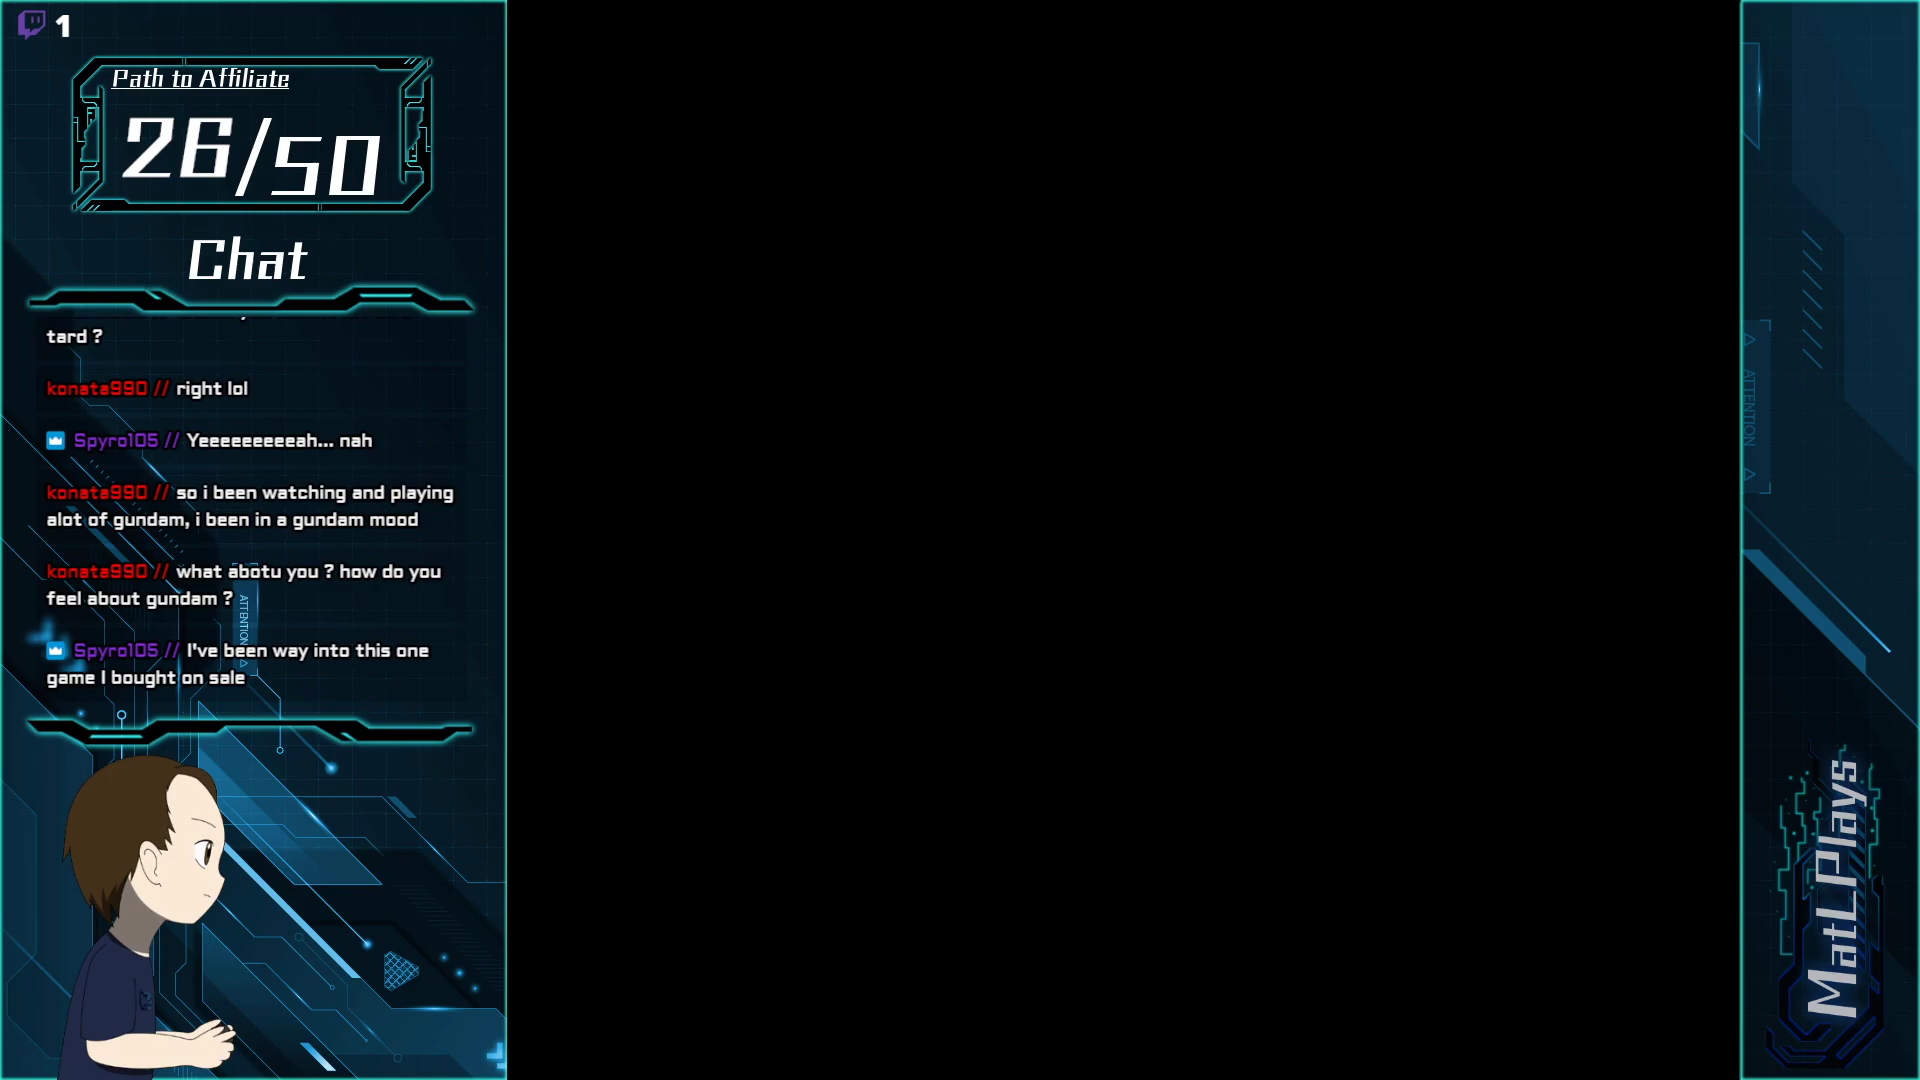 1
Path to Affiliate
26/50
Chat
tard ?
konata990 // right lol
Spyro105 // Yeeeeeeeeeah... nah
konata990 // so i been watching and playing
alot of gundam, i been in a gundam mood
konata990 // what abotu you ? how do you
feel about gundam ?
ATTENTION
Spyro105 // I've been way into this one
game I bought on sale
ATTENTION
MatLPlays